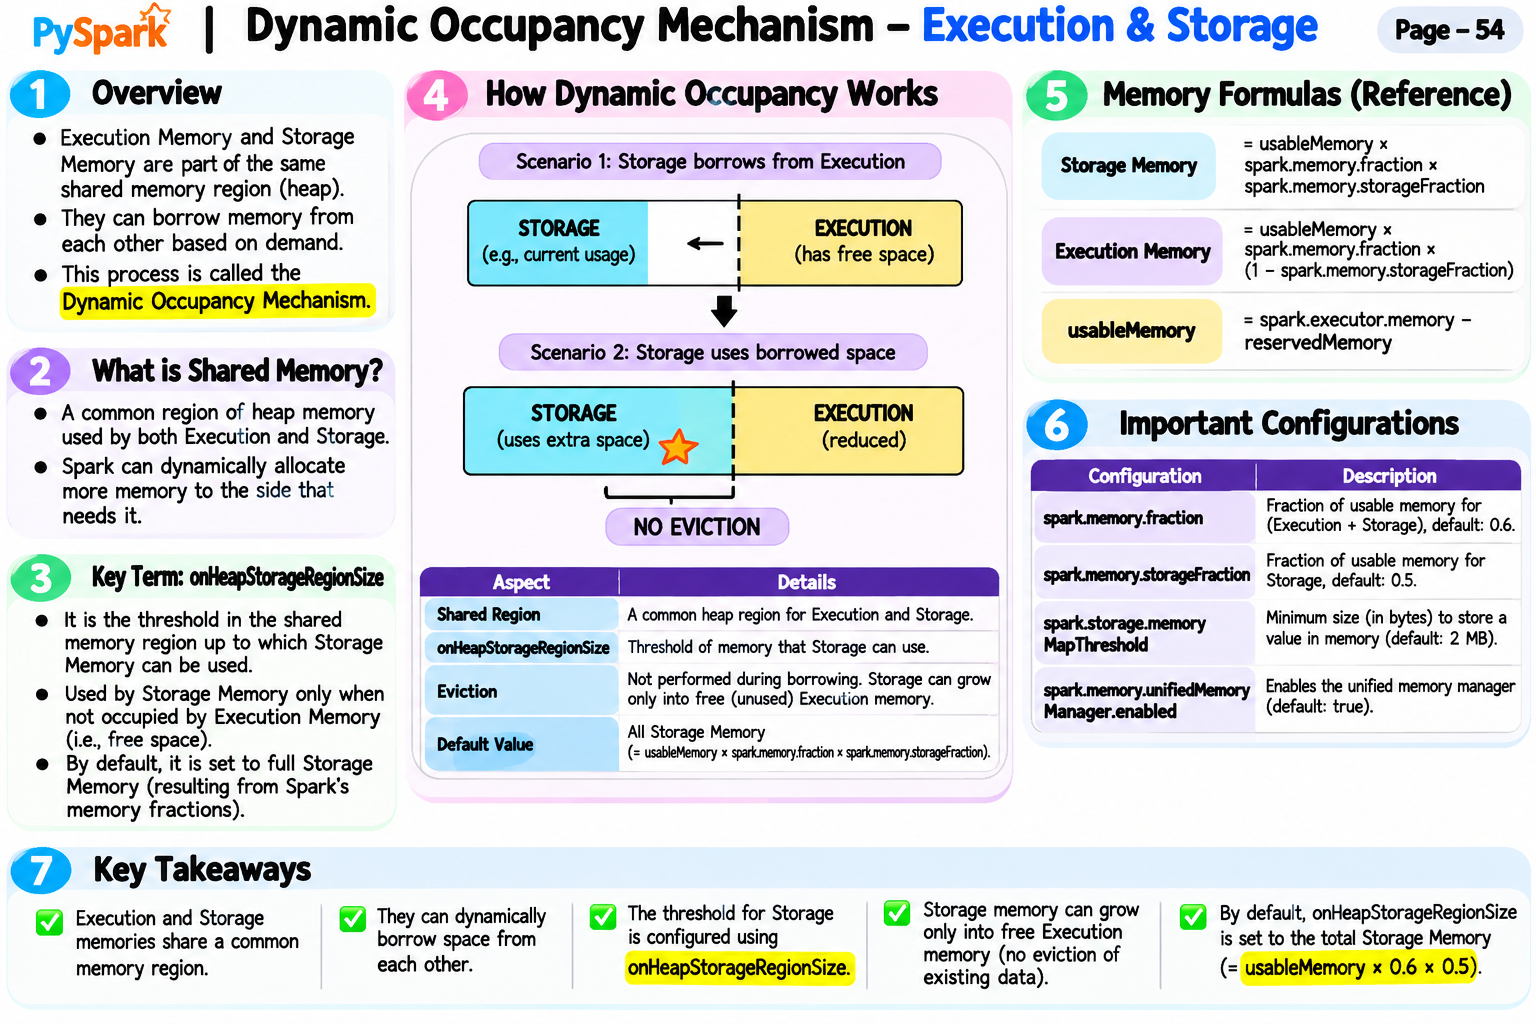 PySpark | Dynamic Occupancy Mechanism – Execution & Storage
Page – 54
1 Overview
● Execution Memory and Storage
Memory are part of the same
shared memory region (heap).
● They can borrow memory from
each other based on demand.
● This process is called the
Dynamic Occupancy Mechanism.
2 What is Shared Memory?
● A common region of heap memory
used by both Execution and Storage.
● Spark can dynamically allocate
more memory to the side that
needs it.
3 Key Term: onHeapStorageRegionSize
● It is the threshold in the shared
memory region up to which Storage
Memory can be used.
● Used by Storage Memory only when
not occupied by Execution Memory
(i.e., free space).
● By default, it is set to full Storage
Memory (resulting from Spark's
memory fractions).
4 How Dynamic Occupancy Works
Scenario 1: Storage borrows from Execution
STORAGE
(e.g., current usage)
EXECUTION
(has free space)
Scenario 2: Storage uses borrowed space
STORAGE
(uses extra space)
EXECUTION
(reduced)
NO EVICTION
Aspect Details
Shared Region A common heap region for Execution and Storage.
onHeapStorageRegionSize Threshold of memory that Storage can use.
Eviction
Not performed during borrowing. Storage can grow
only into free (unused) Execution memory.
Default Value
All Storage Memory
(= usableMemory × spark.memory.fraction × spark.memory.storageFraction).
5 Memory Formulas (Reference)
Storage Memory
= usableMemory ×
spark.memory.fraction ×
spark.memory.storageFraction
Execution Memory
= usableMemory ×
spark.memory.fraction ×
(1 – spark.memory.storageFraction)
usableMemory
= spark.executor.memory –
reservedMemory
6 Important Configurations
Configuration Description
spark.memory.fraction
Fraction of usable memory for
(Execution + Storage), default: 0.6.
spark.memory.storageFraction
Fraction of usable memory for
Storage, default: 0.5.
spark.storage.memory
MapThreshold
Minimum size (in bytes) to store a
value in memory (default: 2 MB).
spark.memory.unifiedMemory
Manager.enabled
Enables the unified memory manager
(default: true).
7 Key Takeaways
Execution and Storage
memories share a common
memory region.
They can dynamically
borrow space from
each other.
The threshold for Storage
is configured using
onHeapStorageRegionSize.
Storage memory can grow
only into free Execution
memory (no eviction of
existing data).
By default, onHeapStorageRegionSize
is set to the total Storage Memory
(= usableMemory × 0.6 × 0.5).